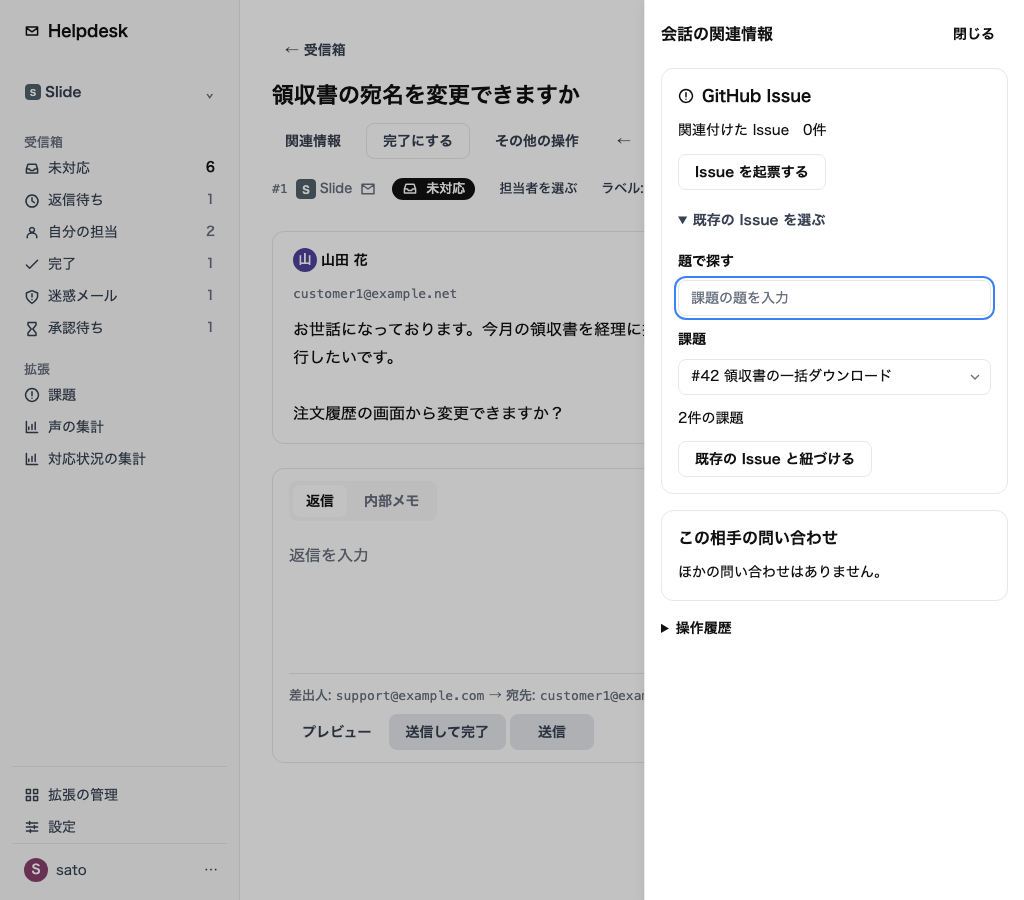 Helpdesk
S Slide
受信箱
未対応 6
返信待ち 1
自分の担当 2
完了 1
迷惑メール 1
承認待ち 1
拡張
課題
声の集計
対応状況の集計
拡張の管理
設定
S sato ...
← 受信箱
領収書の宛名を変更できますか
関連情報 完了にする その他の操作 ←
#1 S Slide 未対応 担当者を選ぶ ラベル:
山 山田 花
customer1@example.net
お世話になっております。今月の領収書を経理に
行したいです。
注文履歴の画面から変更できますか？
返信 内部メモ
返信を入力
差出人: support@example.com → 宛先: customer1@exam
プレビュー 送信して完了 送信
会話の関連情報 閉じる
GitHub Issue
関連付けた Issue 0件
Issue を起票する
▼ 既存の Issue を選ぶ
題で探す
課題の題を入力
課題
#42 領収書の一括ダウンロード
2件の課題
既存の Issue と紐づける
この相手の問い合わせ
ほかの問い合わせはありません。
▶ 操作履歴